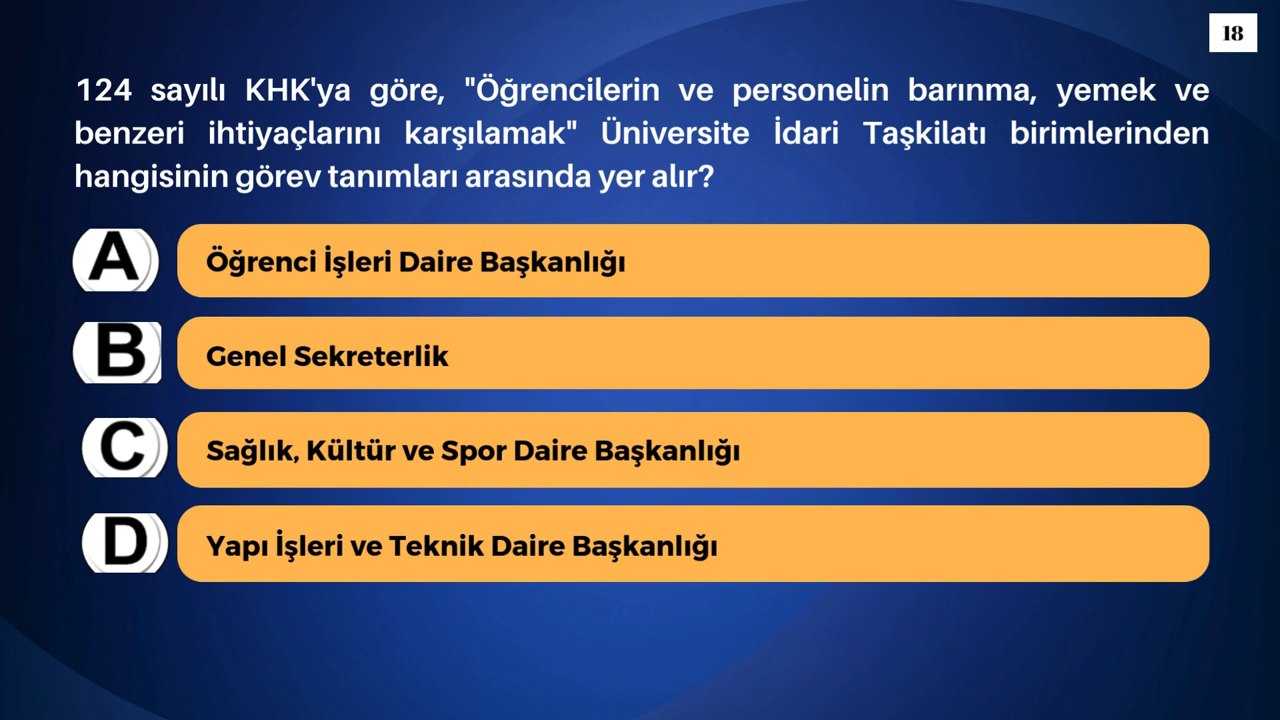 18
124 sayılı KHK'ya göre, "Öğrencilerin ve personelin barınma, yemek ve
benzeri ihtiyaçlarını karşılamak" Üniversite İdari Taşkilatı birimlerinden
hangisinin görev tanımları arasında yer alır?
A Öğrenci İşleri Daire Başkanlığı
B Genel Sekreterlik
C Sağlık, Kültür ve Spor Daire Başkanlığı
D Yapı İşleri ve Teknik Daire Başkanlığı